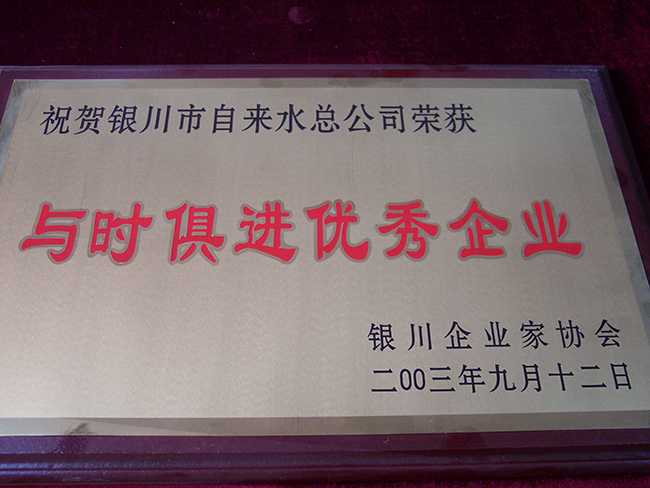 祝贺银川市自来水总公司荣获
与时俱进优秀企业
银川企业家协会
二00三年九月十二日